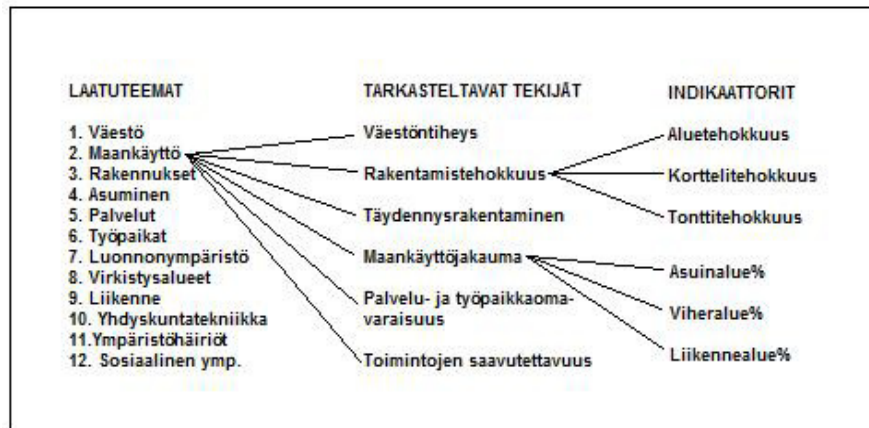 LAATUTEEMAT
1. Väestö
2. Maankäyttö
3. Rakennukset
4. Asuminen
5. Palvelut
6. Työpaikat
7. Luonnonympäristö
8. Virkistysalueet
9. Liikenne
10. Yhdyskuntatekniikka
11.Ympäristöhäiriöt
12. Sosiaalinen ymp.
TARKASTELTAVAT TEKIJÄT
Väestöntiheys
Rakentamistehokkuus
Täydennysrakentaminen
Maankäyttöjakauma
Palvelu- ja työpaikkaoma-
varaisuus
Toimintojen saavutettavuus
INDIKAATTORIT
Aluetehokkuus
Korttelitehokkuus
Tonttitehokkuus
Asuinalue%
Viheralue%
Liikennealue%